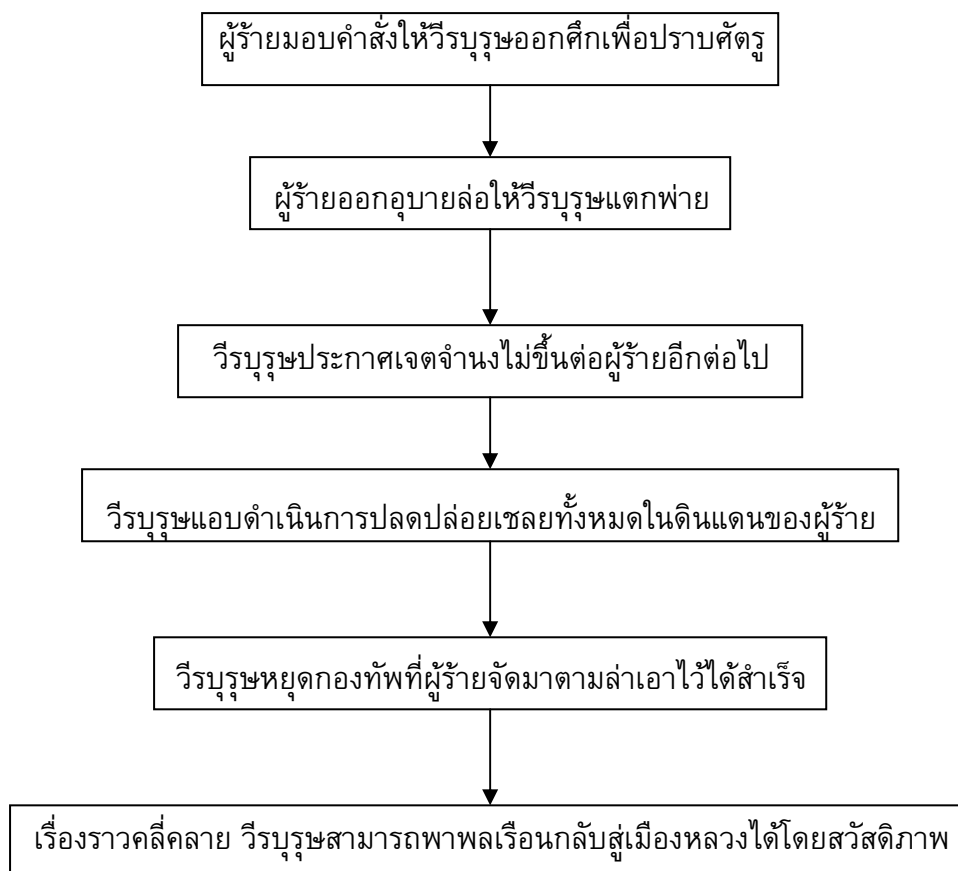 ผู้ร้ายมอบคำสั่งให้วีรบุรุษออกศึกเพื่อปราบศัตรู
ผู้ร้ายออกอุบายล่อให้วีรบุรุษแตกพ่าย
วีรบุรุษประกาศเจตจำนงไม่ขึ้นต่อผู้ร้ายอีกต่อไป
วีรบุรุษแอบดำเนินการปลดปล่อยเชลยทั้งหมดในดินแดนของผู้ร้าย
วีรบุรุษหยุดกองทัพที่ผู้ร้ายจัดมาตามล่าเอาไว้ได้สำเร็จ
เรื่องราวคลี่คลาย วีรบุรุษสามารถพาพลเรือนกลับสู่เมืองหลวงได้โดยสวัสดิภาพ